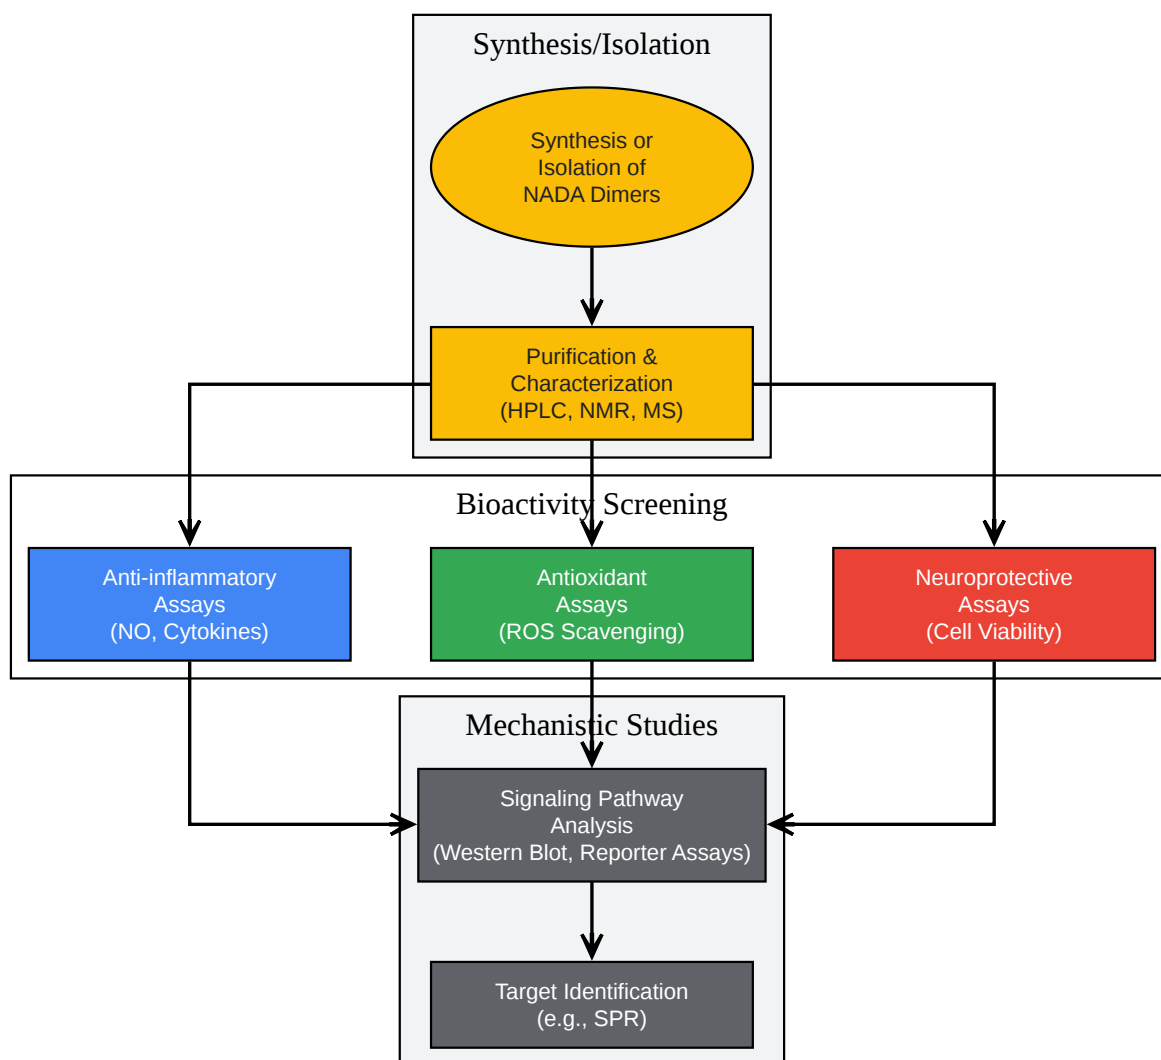 Synthesis/Isolation
Synthesis or
Isolation of
NADA Dimers
Purification &
Characterization
(HPLC, NMR, MS)
Bioactivity Screening
Anti-inflammatory
Assays
(NO, Cytokines)
Antioxidant
Assays
(ROS Scavenging)
Neuroprotective
Assays
(Cell Viability)
Mechanistic Studies
Signaling Pathway
Analysis
(Western Blot, Reporter Assays)
Target Identification
(e.g., SPR)